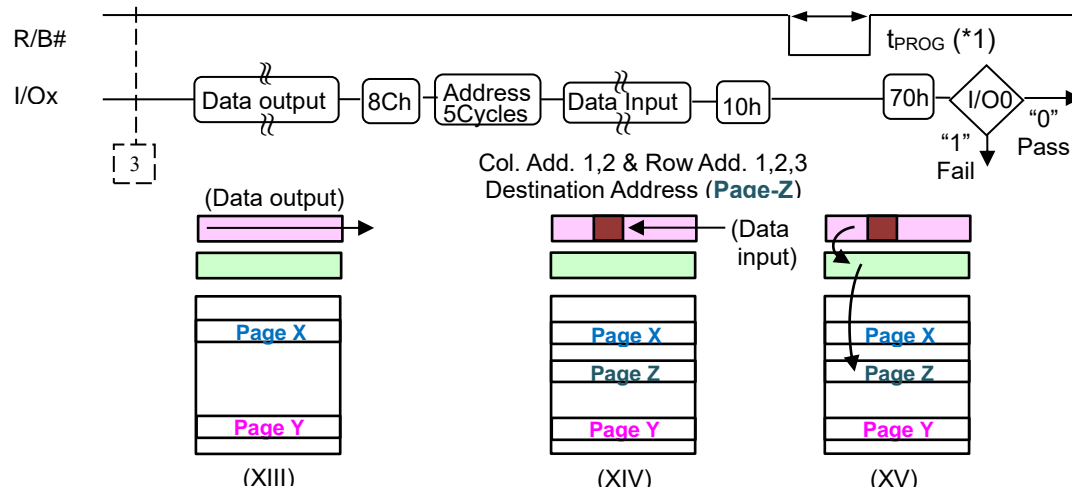 R/B#
tPROG (*1)
I/Ox
Data output
8Ch
Address
5Cycles
Data Input
10h
70h
I/O0
“0”
Pass
“1”
Fail
3
Col. Add. 1,2 & Row Add. 1,2,3
Destination Address (Page-Z)
(Data output)
(Data
input)
Page X
Page Y
(XIII)
Page X
Page Z
Page Y
(XIV)
Page X
Page Z
Page Y
(XV)